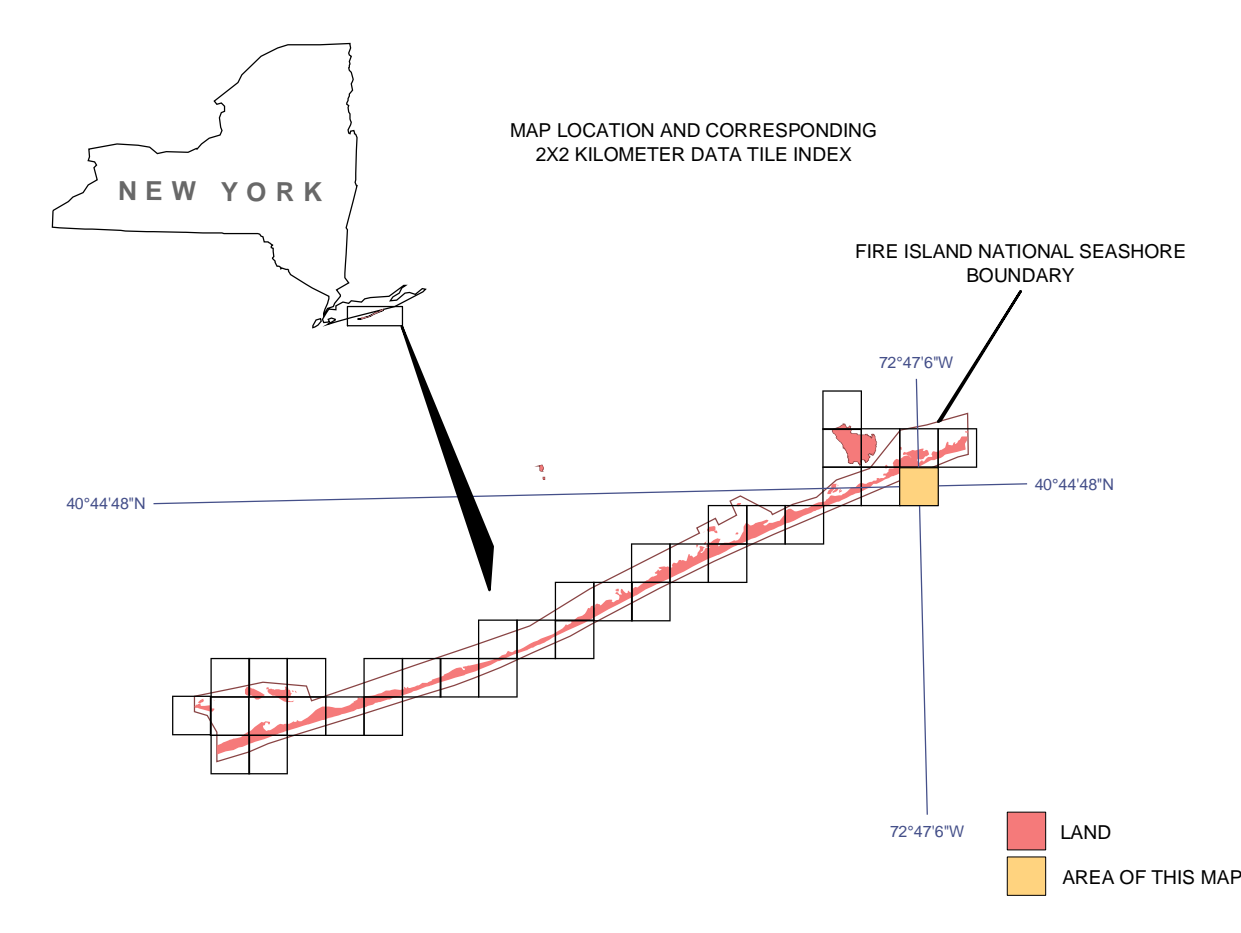 MAP LOCATION AND CORRESPONDING
2X2 KILOMETER DATA TILE INDEX
NEW YORK
FIRE ISLAND NATIONAL SEASHORE
BOUNDARY
72°47'6"W
40°44'48"N
40°44'48"N
72°47'6"W
LAND
AREA OF THIS MAP